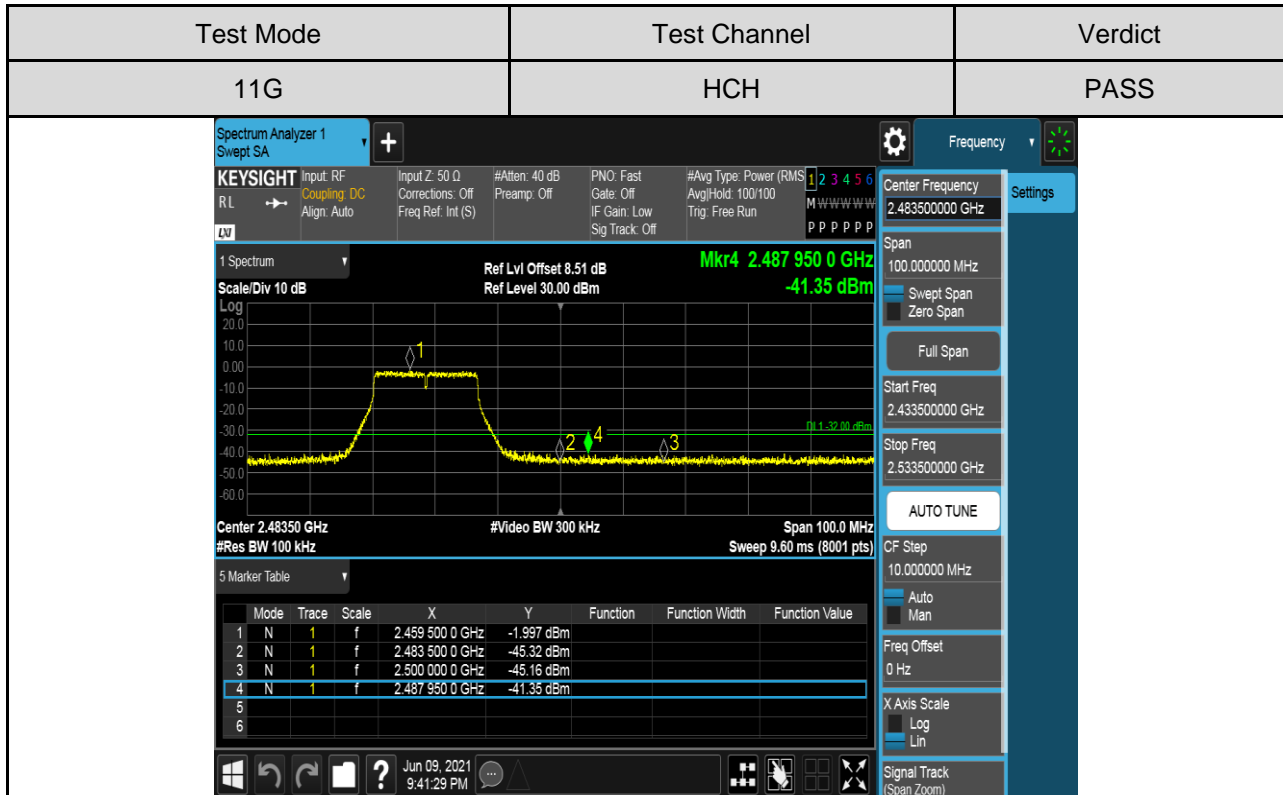 Test Mode Test Channel Verdict
11G HCH PASS
Spectrum Analyzer 1
Swept SA
+
Frequency
KEYSIGHT Input: RF Input Z: 50 Ω #Atten: 40 dB PNO: Fast #Avg Type: Power (RMS 1 2 3 4 5 6
RL Coupling: DC Corrections: Off Preamp: Off Gate: Off Avg|Hold: 100/100 M W W W W W
Align: Auto Freq Ref: Int (S) IF Gain: Low Trig: Free Run
LXI Sig Track: Off P P P P P P
Center Frequency
2.483500000 GHz
Settings
1 Spectrum
Ref Lvl Offset 8.51 dB
Mkr4 2.487 950 0 GHz
Scale/Div 10 dB
Ref Level 30.00 dBm
-41.35 dBm
Log
20.0
10.0
0.00
-10.0
-20.0
-30.0
-40.0
-50.0
-60.0
1
2
4
3
DL1 -32.00 dBm
Center 2.48350 GHz #Video BW 300 kHz Span 100.0 MHz
#Res BW 100 kHz Sweep 9.60 ms (8001 pts)
Span
100.000000 MHz
Swept Span
Zero Span
Full Span
Start Freq
2.433500000 GHz
Stop Freq
2.533500000 GHz
AUTO TUNE
CF Step
10.000000 MHz
Auto
Man
Freq Offset
0 Hz
X Axis Scale
Log
Lin
Signal Track
(Span Zoom)
5 Marker Table
Mode Trace Scale X Y Function Function Width Function Value
1 N 1 f 2.459 500 0 GHz -1.997 dBm
2 N 1 f 2.483 500 0 GHz -45.32 dBm
3 N 1 f 2.500 000 0 GHz -45.16 dBm
4 N 1 f 2.487 950 0 GHz -41.35 dBm
5
6
? Jun 09, 2021
9:41:29 PM